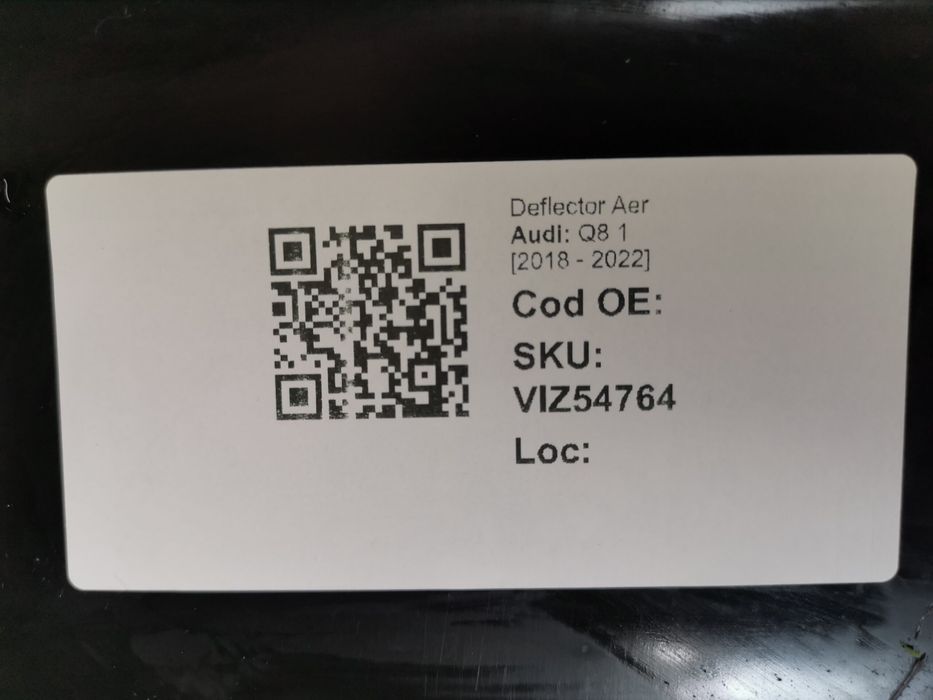 Deflector Aer
Audi: Q8 1
[2018 - 2022]
Cod OE:
SKU:
VIZ54764
Loc: